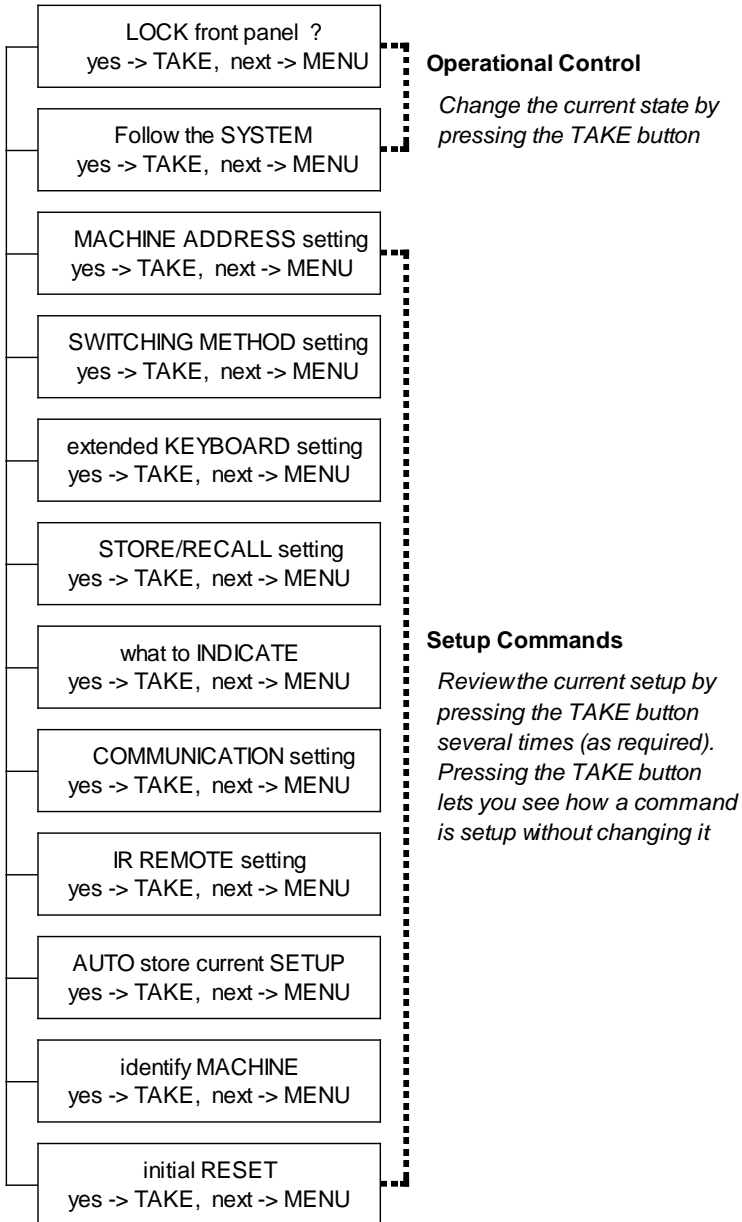 LOCK front panel ?
yes -> TAKE, next -> MENU
Operational Control
Change the current state by
pressing the TAKE button
Follow the SYSTEM
yes -> TAKE, next -> MENU
MACHINE ADDRESS setting
yes -> TAKE, next -> MENU
SWITCHING METHOD setting
yes -> TAKE, next -> MENU
extended KEYBOARD setting
yes -> TAKE, next -> MENU
STORE/RECALL setting
yes -> TAKE, next -> MENU
what to INDICATE
yes -> TAKE, next -> MENU
COMMUNICATION setting
yes -> TAKE, next -> MENU
IR REMOTE setting
yes -> TAKE, next -> MENU
AUTO store current SETUP
yes -> TAKE, next -> MENU
identify MACHINE
yes -> TAKE, next -> MENU
initial RESET
yes -> TAKE, next -> MENU
Setup Commands
Review the current setup by
pressing the TAKE button
several times (as required).
Pressing the TAKE button
lets you see how a command
is setup without changing it